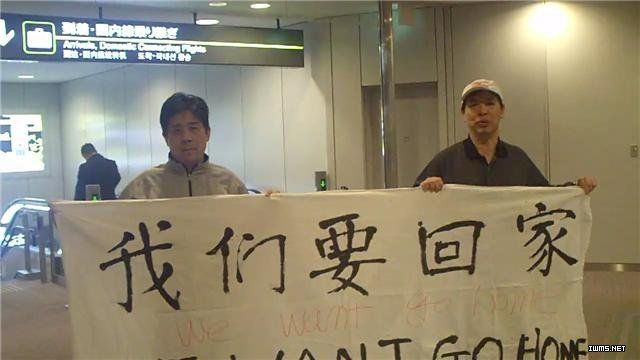 到着・国内線乗り継ぎ
Arrivals, Domestic Connecting Flights
我们要回家
we want go home
WE WANT GO HOME
IWMS.NET